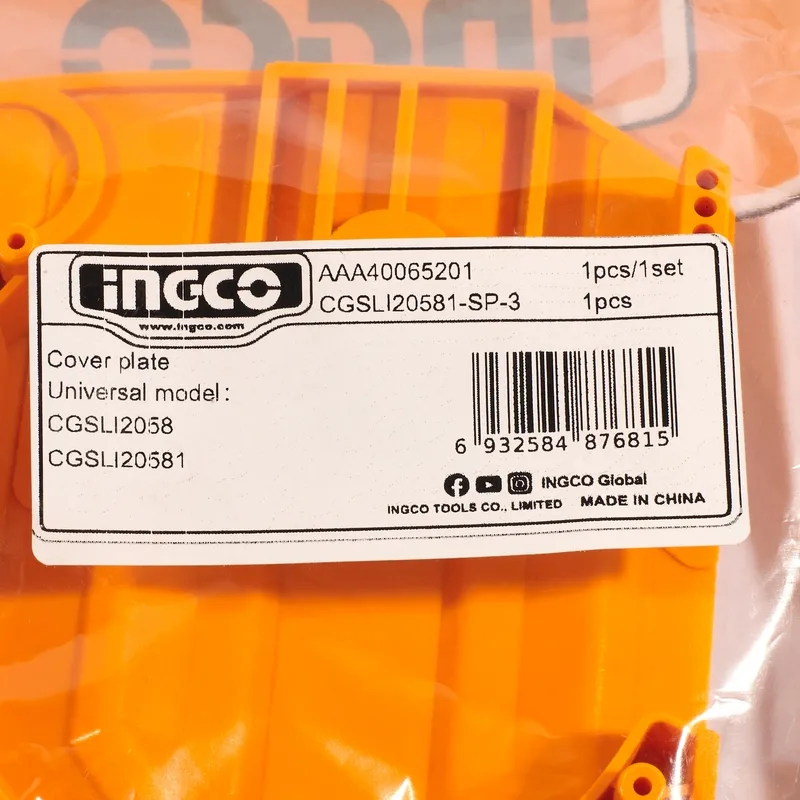 INGCO
INGCO
www.ingco.com
AAA40065201 1pcs/1set
CGSLI20581-SP-3 1pcs
Cover plate
Universal model:
CGSLI2058
CGSLI20581
6 932584 876815
INGCO Global
INGCO TOOLS CO., LIMITED MADE IN CHINA